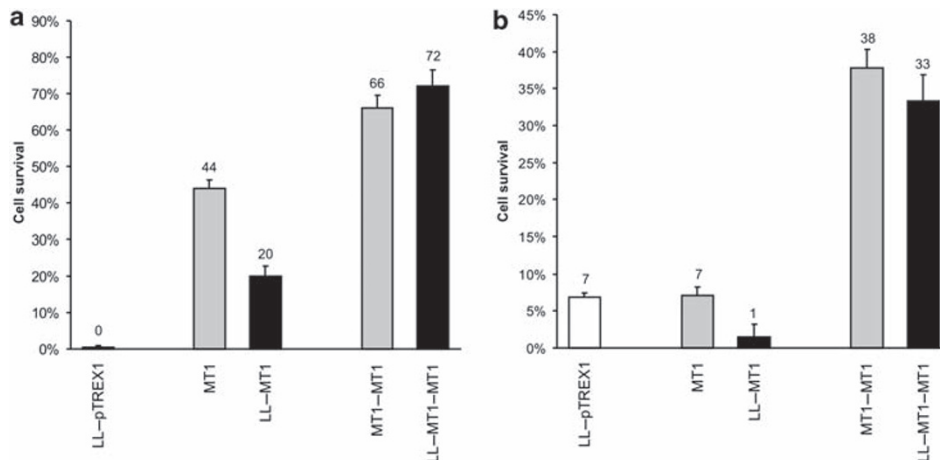 a
90%
80%
70%
60%
50%
40%
30%
20%
10%
0%
Cell survival
0
44
20
66
72
LL–pTREX1
MT1
LL–MT1
MT1–MT1
LL–MT1–MT1
b
45%
40%
35%
30%
25%
20%
15%
10%
5%
0%
Cell survival
7
7
1
38
33
LL–pTREX1
MT1
LL–MT1
MT1–MT1
LL–MT1–MT1